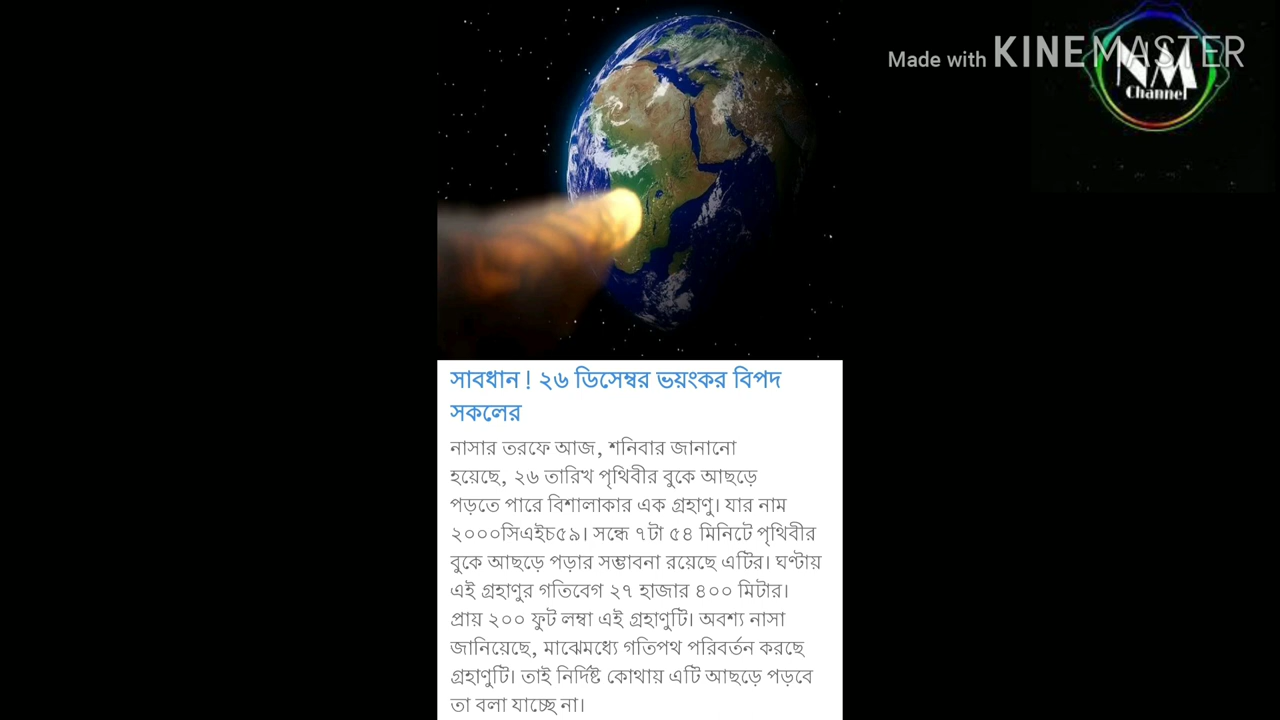 Made with KINEMASTER
NM
Channel
সাবধান ! ২৬ ডিসেম্বর ভয়ংকর বিপদ
সকলের
নাসার তরফে আজ, শনিবার জানানো
হয়েছে, ২৬ তারিখ পৃথিবীর বুকে আছড়ে
পড়তে পারে বিশালাকার এক গ্রহাণু। যার নাম
২০০০সিএইচ৫৯। সন্ধে ৭টা ৫৪ মিনিটে পৃথিবীর
বুকে আছড়ে পড়ার সম্ভাবনা রয়েছে এটির। ঘণ্টায়
এই গ্রহাণুর গতিবেগ ২৭ হাজার ৪০০ মিটার।
প্রায় ২০০ ফুট লম্বা এই গ্রহাণুটি। অবশ্য নাসা
জানিয়েছে, মাঝেমধ্যে গতিপথ পরিবর্তন করছে
গ্রহাণুটি। তাই নির্দিষ্ট কোথায় এটি আছড়ে পড়বে
তা বলা যাচ্ছে না।